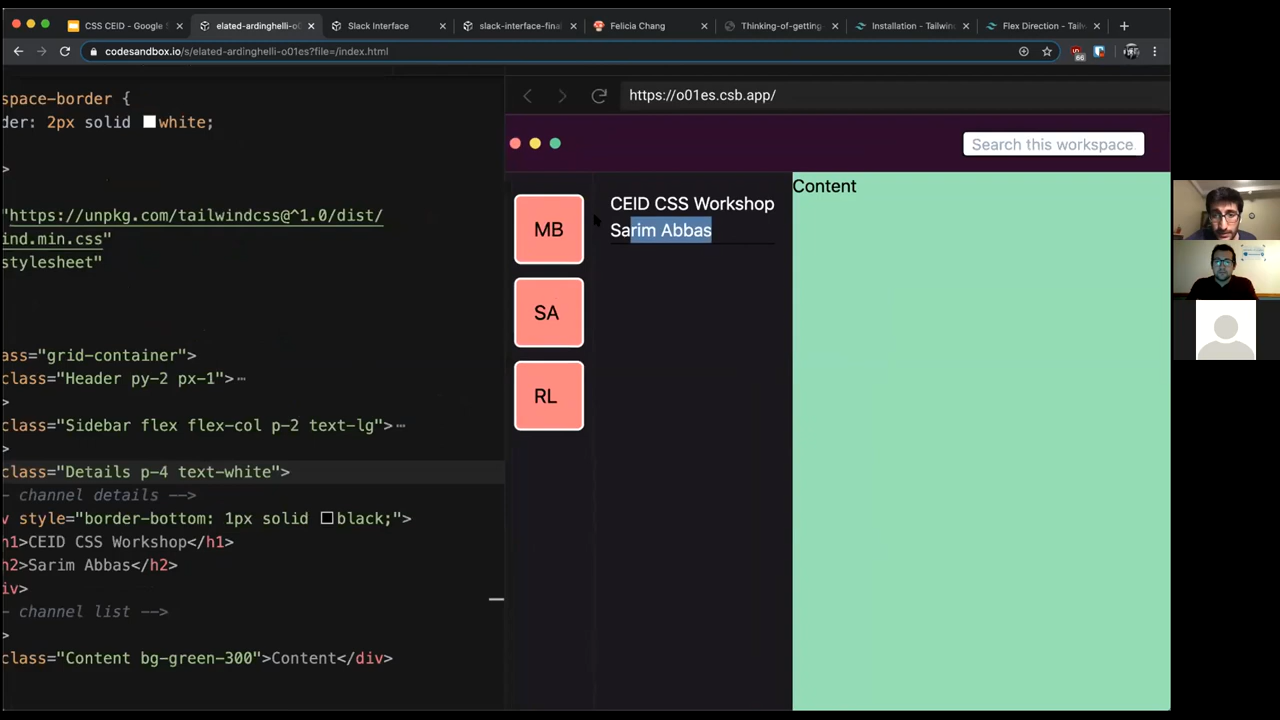 CSS CEID - Google S
elated-ardinghelli-o0
Slack Interface
slack-interface-final
Felicia Chang
Thinking-of-getting
Installation - Tailwin
Flex Direction - Tailw
codesandbox.io/s/elated-ardinghelli-o01es?file=/index.html
66
space-border {
der: 2px solid white;
>
"https://unpkg.com/tailwindcss@^1.0/dist/
ind.min.css"
stylesheet"
ass="grid-container">
class="Header py-2 px-1">⋯
>
class="Sidebar flex flex-col p-2 text-lg">⋯
>
class="Details p-4 text-white">
- channel details -->
v style="border-bottom: 1px solid black;">
h1>CEID CSS Workshop</h1>
h2>Sarim Abbas</h2>
iv>
- channel list -->
>
class="Content bg-green-300">Content</div>
https://o01es.csb.app/
Search this workspace.
MB
SA
RL
CEID CSS Workshop
Sarim Abbas
Content